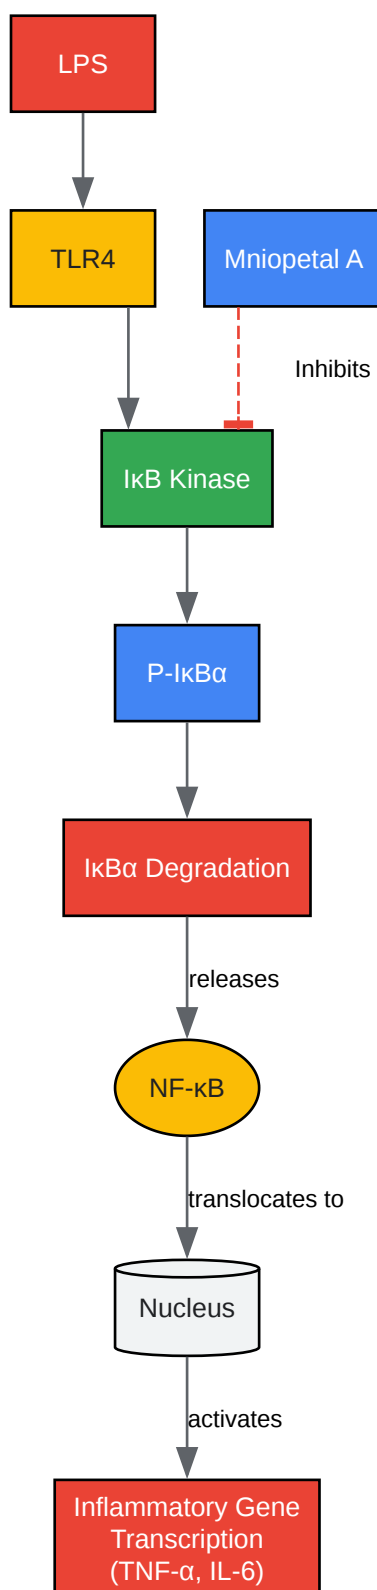 LPS
TLR4
Mniopetal A
Inhibits
IκB Kinase
P-IκBα
IκBα Degradation
releases
NF-κB
translocates to
Nucleus
activates
Inflammatory Gene
Transcription
(TNF-α, IL-6)